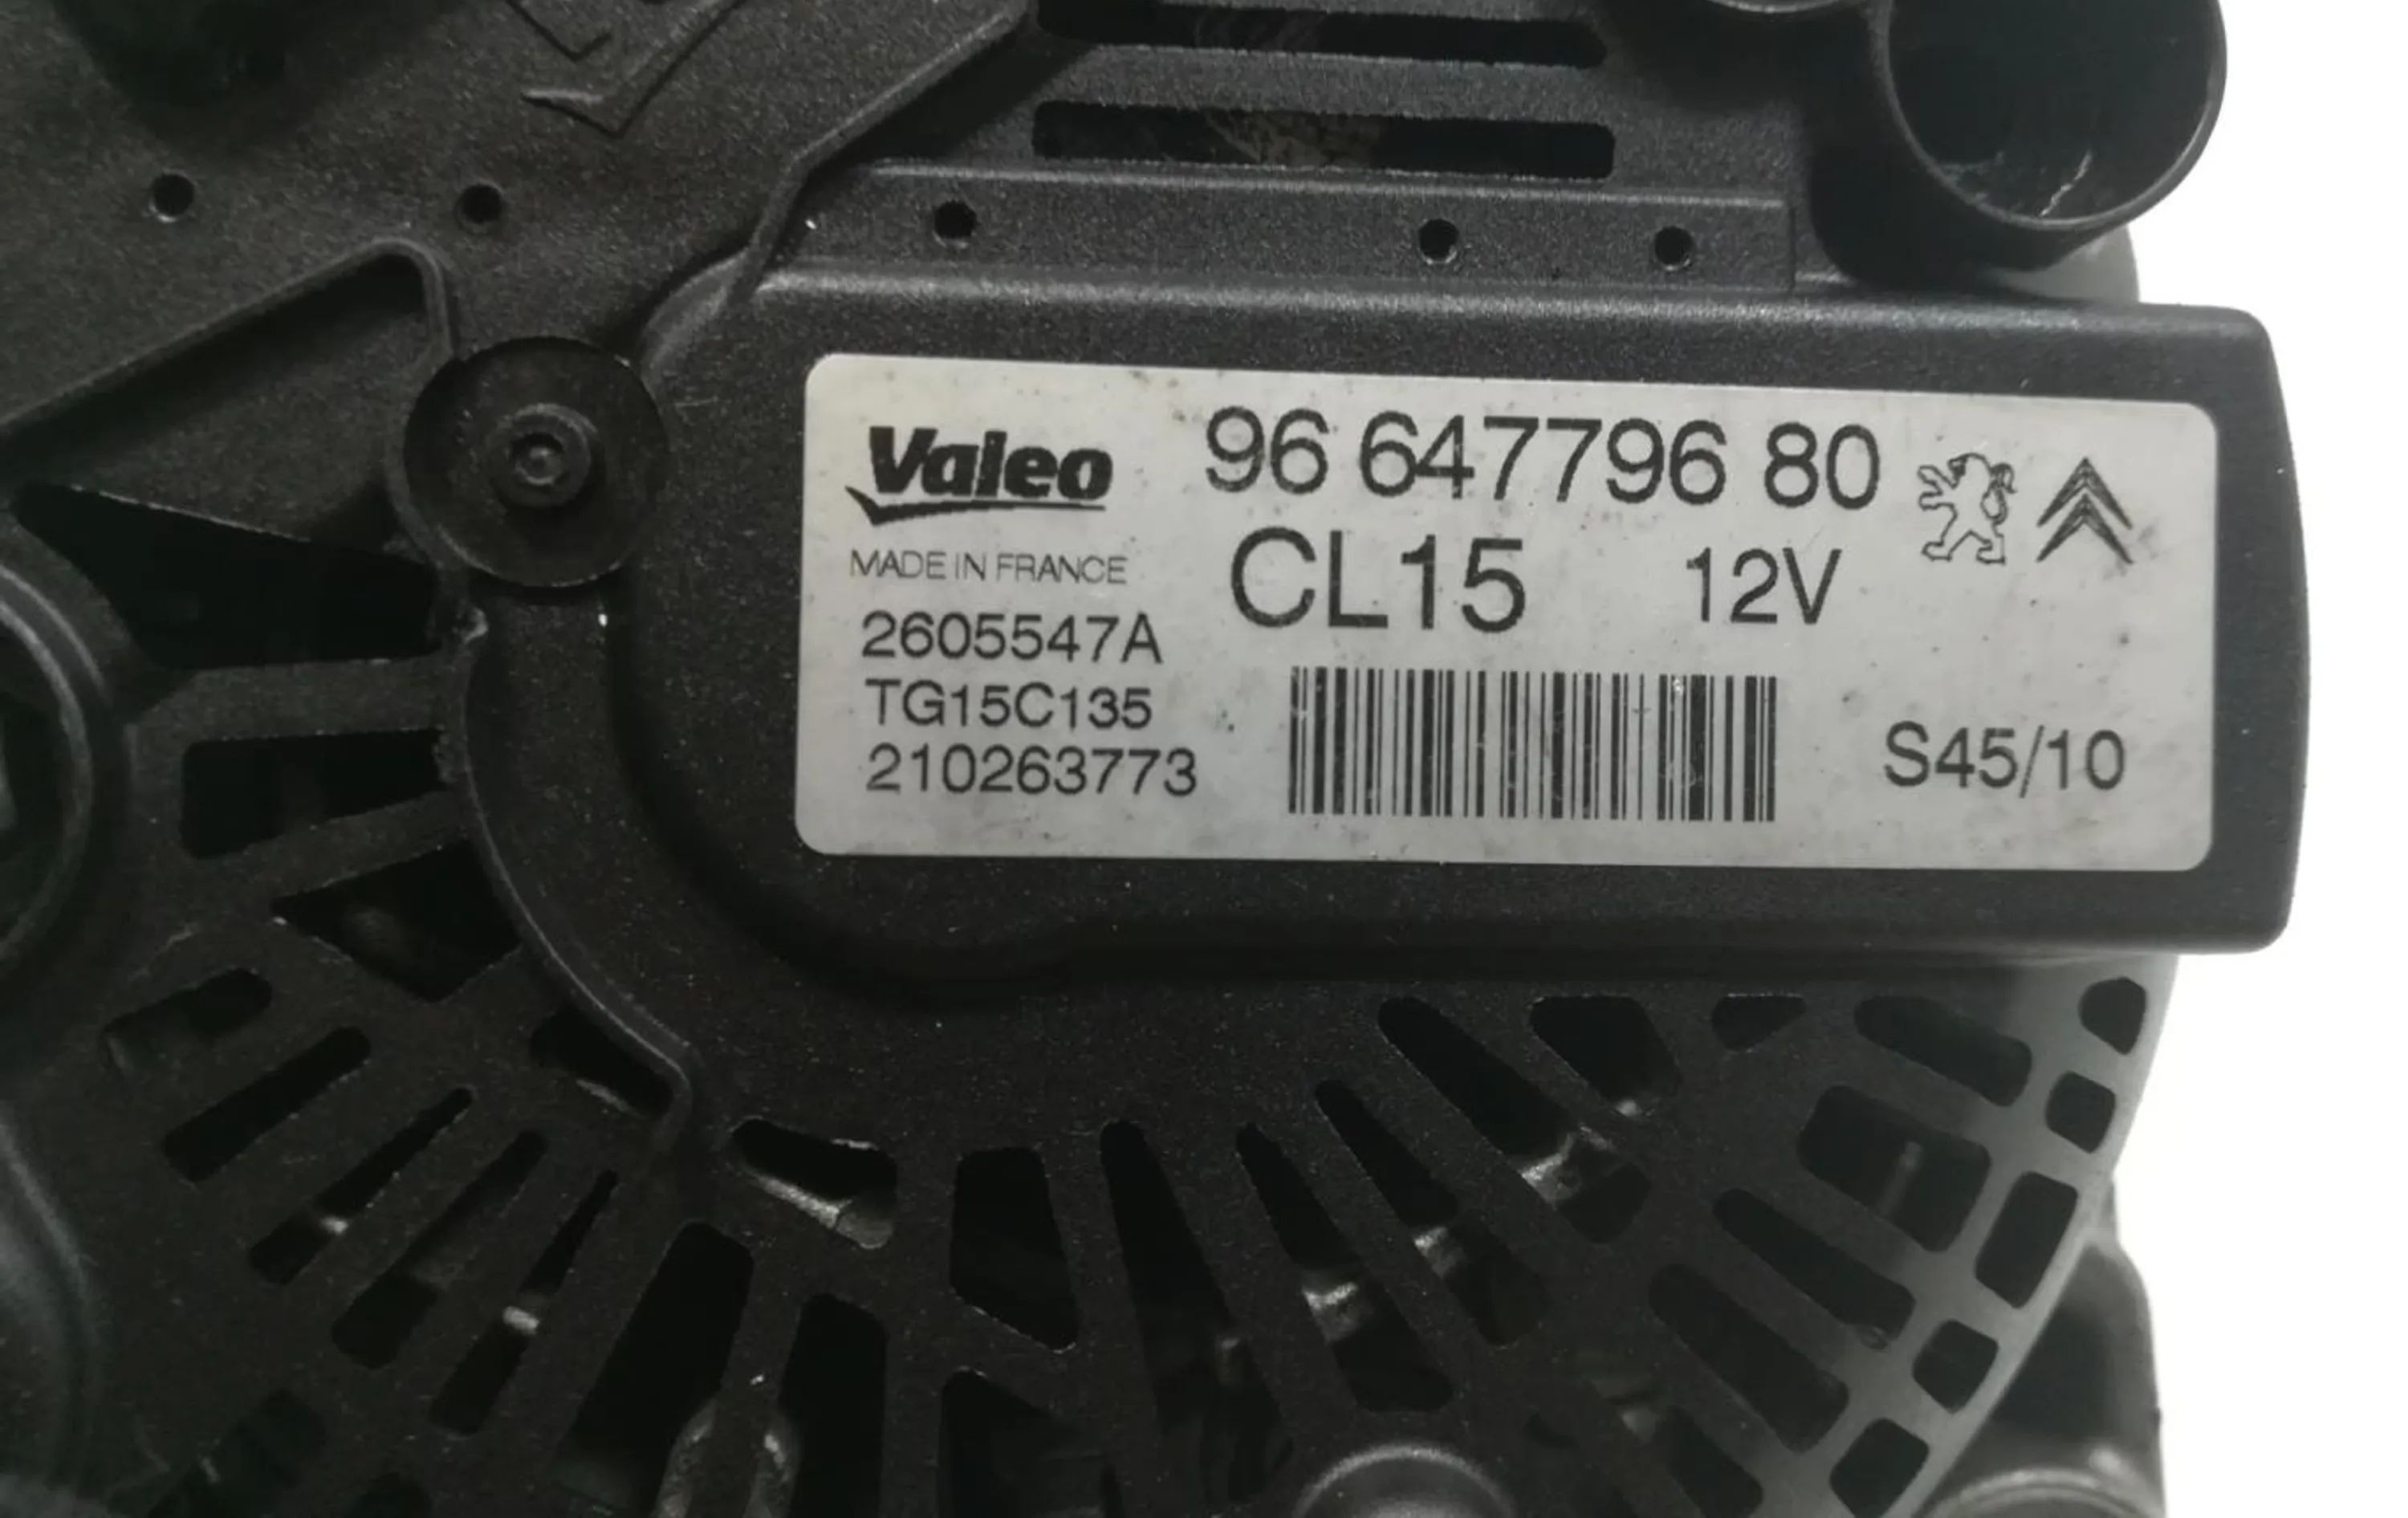 Valeo 96 647796 80
MADE IN FRANCE CL15 12V
2605547A
TG15C135
210263773 S45/10